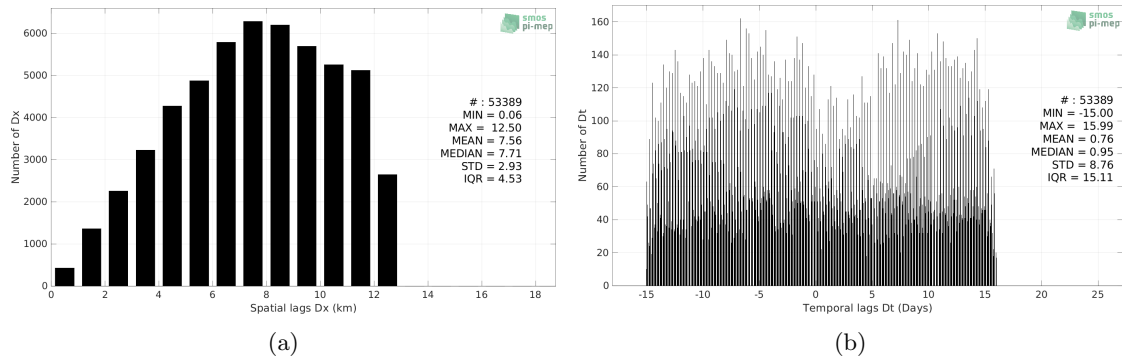 smos
pi-mep
Number of Dx
6000
5000
4000
3000
2000
1000
0
# : 53389
MIN = 0.06
MAX = 12.50
MEAN = 7.56
MEDIAN = 7.71
STD = 2.93
IQR = 4.53
0 2 4 6 8 10 12 14 16 18
Spatial lags Dx (km)
(a)
smos
pi-mep
Number of Dt
160
140
120
100
80
60
40
20
0
# : 53389
MIN = -15.00
MAX = 15.99
MEAN = 0.76
MEDIAN = 0.95
STD = 8.76
IQR = 15.11
-15 -10 -5 0 5 10 15 20 25
Temporal lags Dt (Days)
(b)